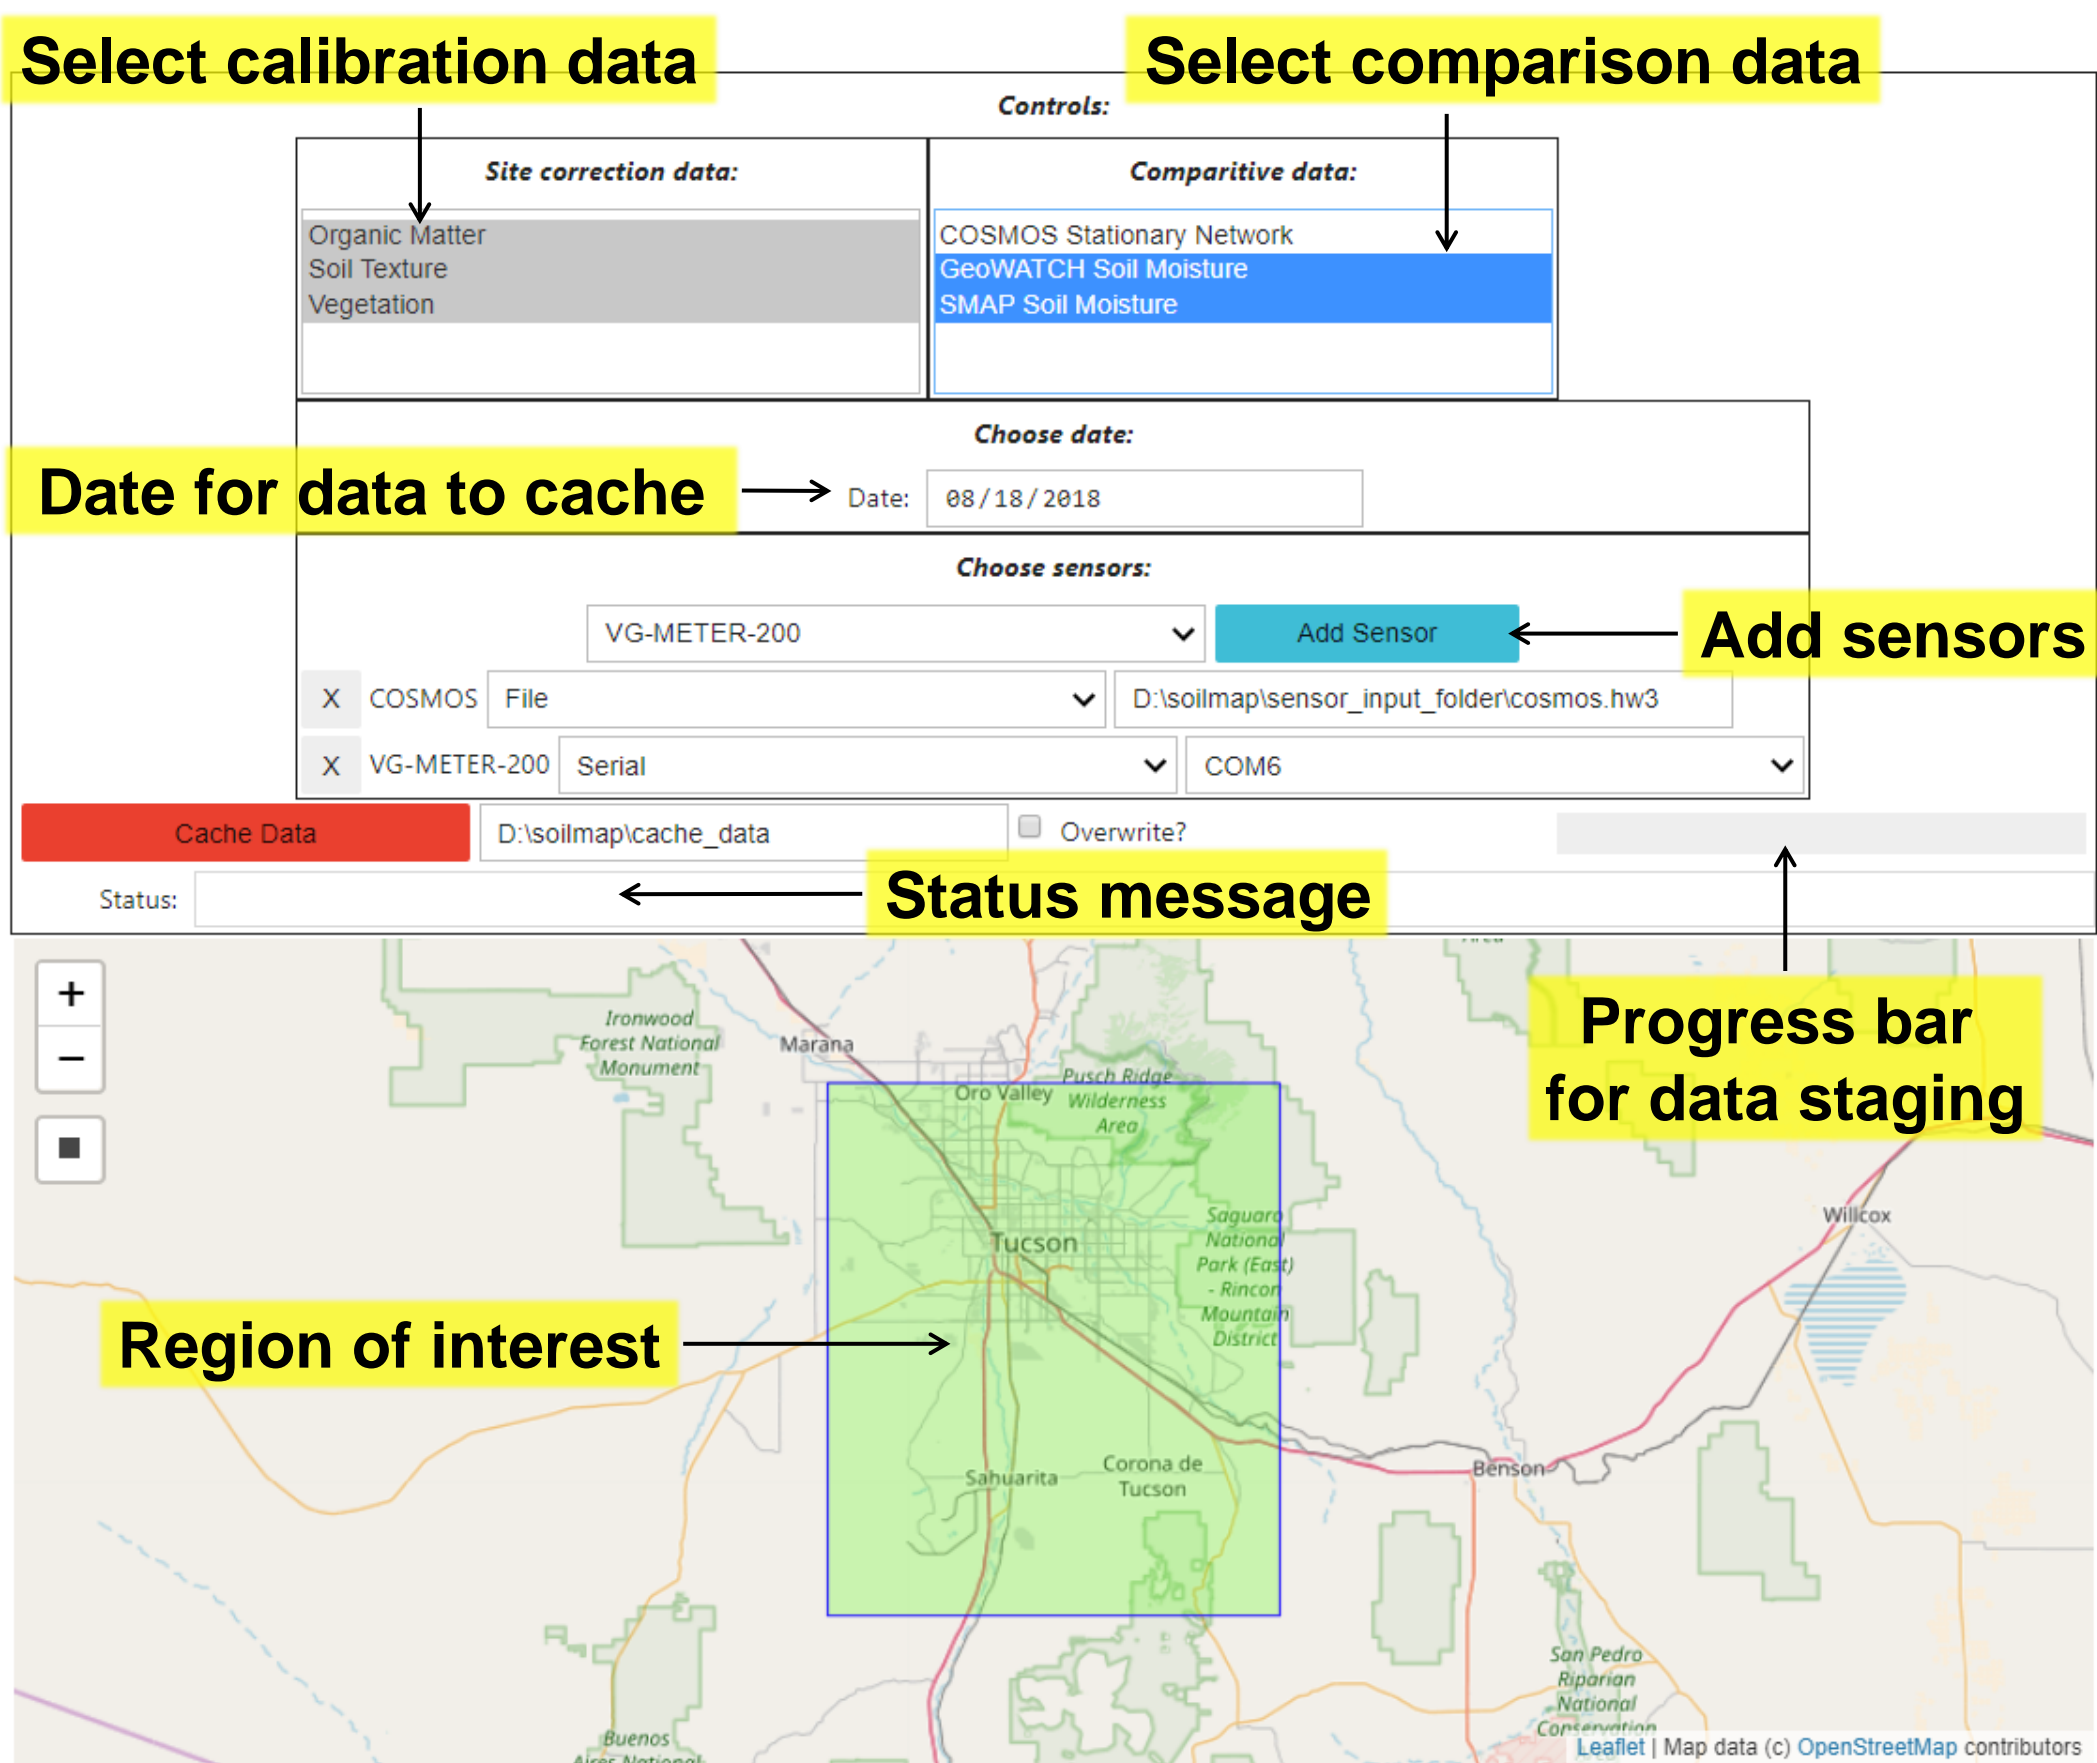 Select calibration data
Select comparison data
Controls:
Site correction data:
Comparitive data:
Organic Matter
Soil Texture
Vegetation
COSMOS Stationary Network
GeoWATCH Soil Moisture
SMAP Soil Moisture
Choose date:
Date for data to cache
Date:
08/18/2018
Choose sensors:
VG-METER-200
Add Sensor
Add sensors
X
COSMOS
File
D:\soilmap\sensor_input_folder\cosmos.hw3
X
VG-METER-200
Serial
COM6
Cache Data
D:\soilmap\cache_data
Overwrite?
Status:
Status message
Area
+
−
Progress bar
for data staging
Ironwood
Forest National
Monument
Marana
Oro Valley
Pusch Ridge
Wilderness
Area
Tucson
Saguaro
National
Park (East)
- Rincon
Mountain
District
Willcox
Region of interest
Sahuarita
Corona de
Tucson
Benson
San Pedro
Riparian
National
Conservation
Buenos
Aires National
Leaflet | Map data (c) OpenStreetMap contributors